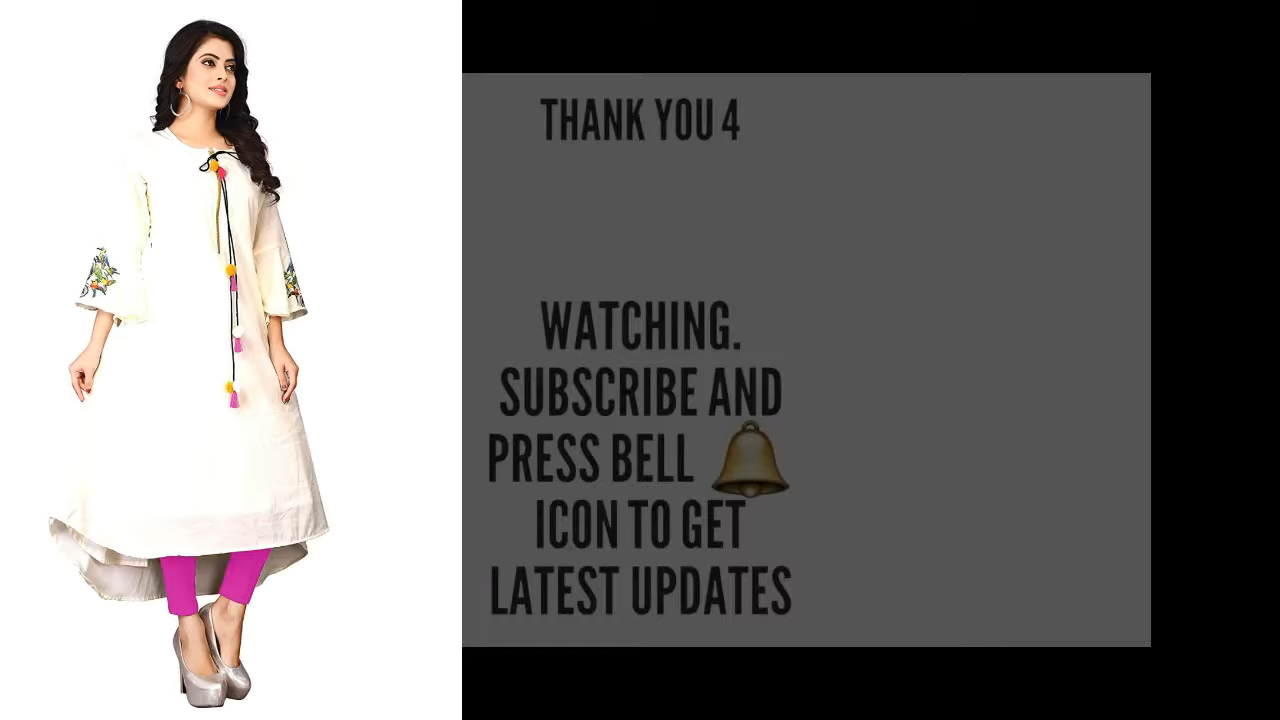 THANK YOU 4
WATCHING.
SUBSCRIBE AND
PRESS BELL 🔔
ICON TO GET
LATEST UPDATES